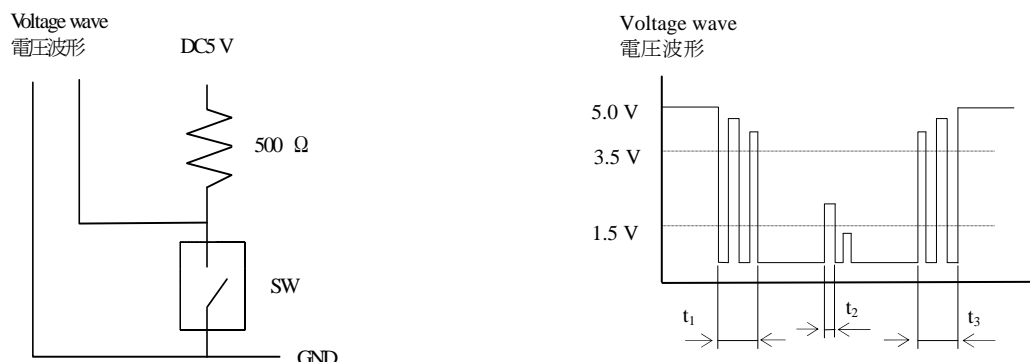 Voltage wave
電圧波形
DC5 V
500 Ω
SW
GND
Voltage wave
電圧波形
5.0 V
3.5 V
1.5 V
t₁
t₂
t₃